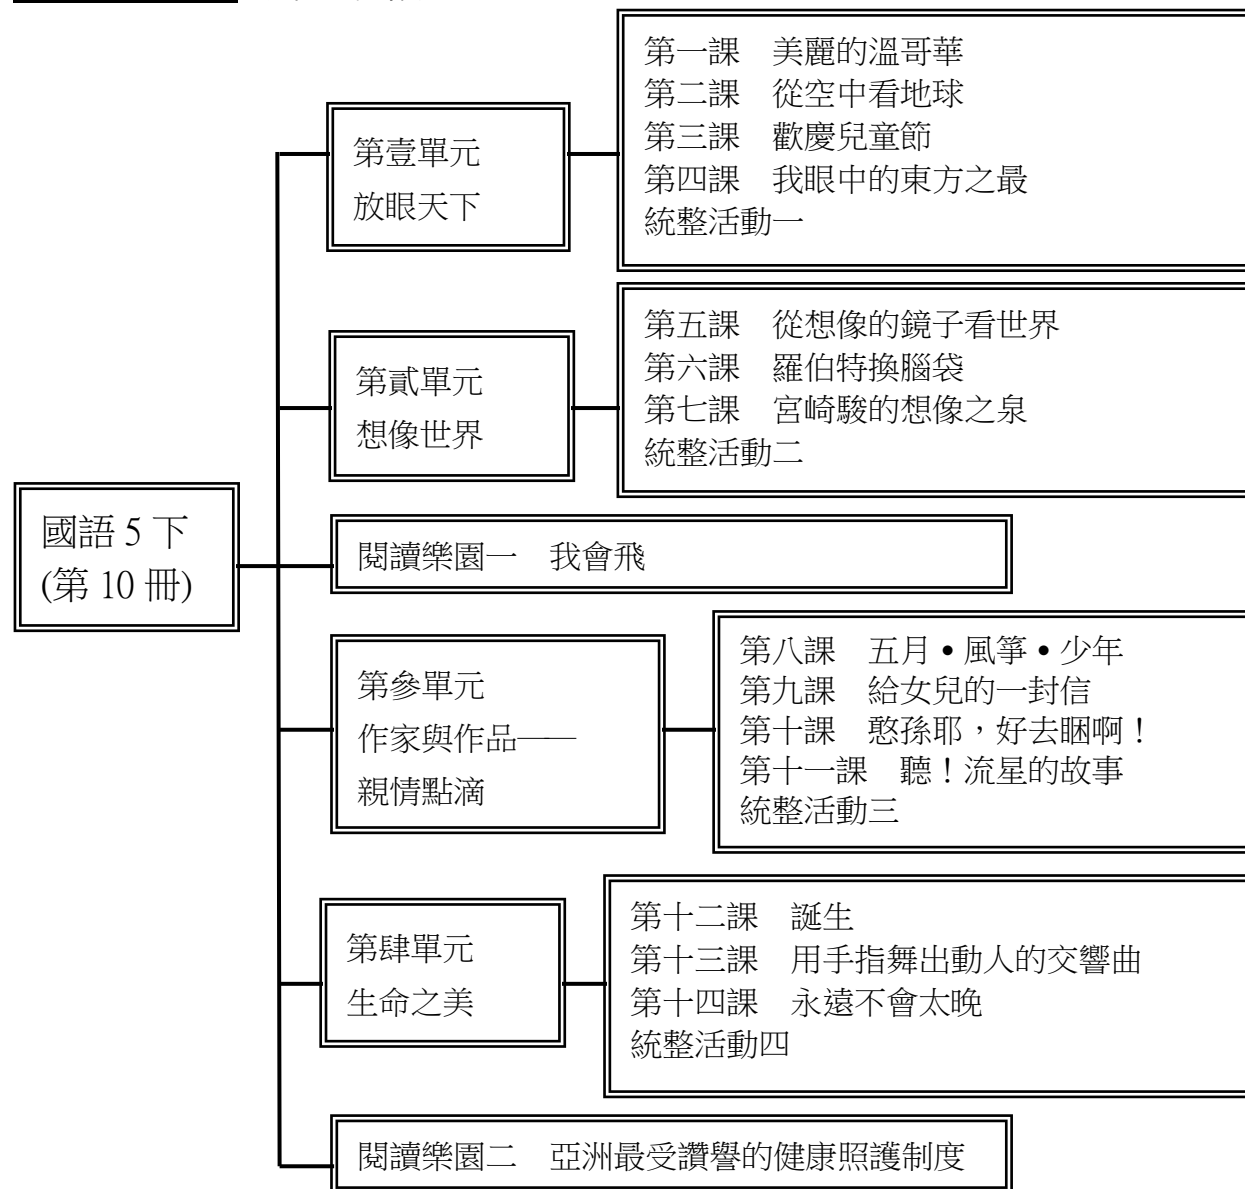 第一課　美麗的溫哥華
第二課　從空中看地球
第三課　歡慶兒童節
第四課　我眼中的東方之最
統整活動一
第壹單元
放眼天下
第五課　從想像的鏡子看世界
第六課　羅伯特換腦袋
第七課　宮崎駿的想像之泉
統整活動二
第貳單元
想像世界
國語 5 下
(第 10 冊)
閱讀樂園一　我會飛
第八課　五月•風箏•少年
第九課　給女兒的一封信
第十課　憨孫耶，好去睏啊！
第十一課　聽！流星的故事
統整活動三
第參單元
作家與作品——
親情點滴
第十二課　誕生
第十三課　用手指舞出動人的交響曲
第十四課　永遠不會太晚
統整活動四
第肆單元
生命之美
閱讀樂園二　亞洲最受讚譽的健康照護制度